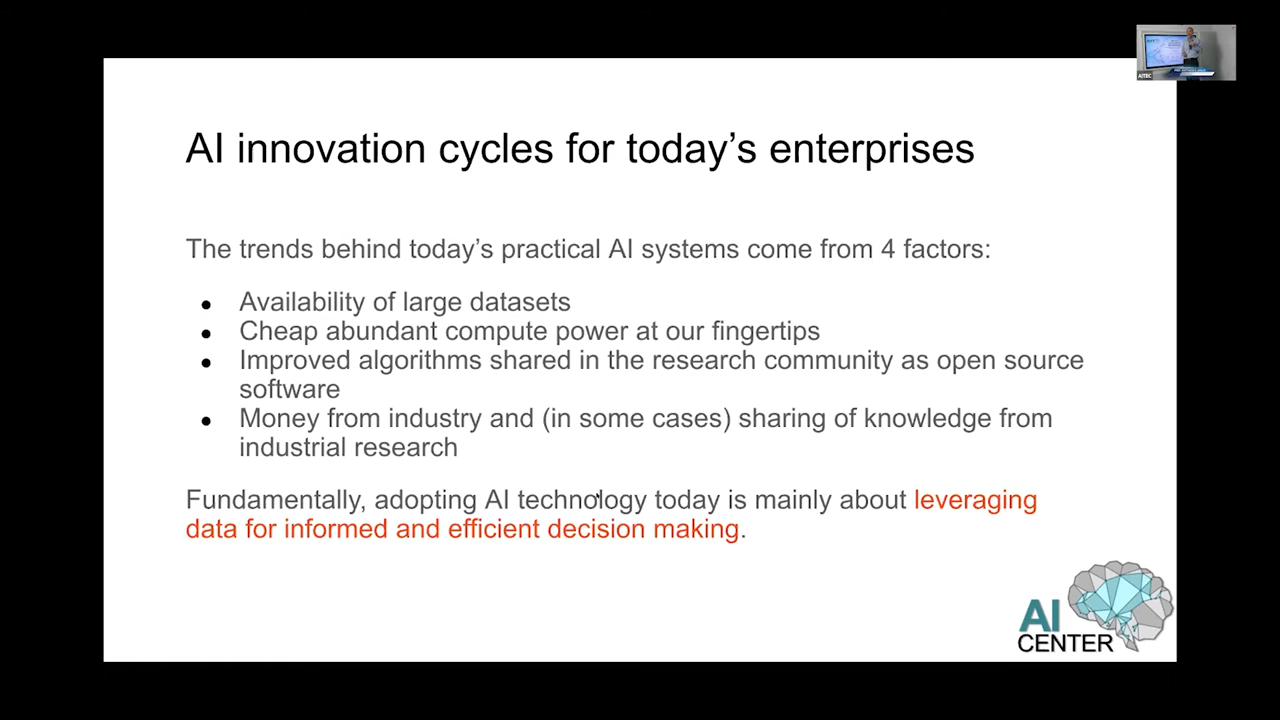 AITEC
AI innovation cycles for today’s enterprises
The trends behind today’s practical AI systems come from 4 factors:
● Availability of large datasets
● Cheap abundant compute power at our fingertips
● Improved algorithms shared in the research community as open source
software
● Money from industry and (in some cases) sharing of knowledge from
industrial research
Fundamentally, adopting AI technology today is mainly about leveraging
data for informed and efficient decision making.
AI
CENTER